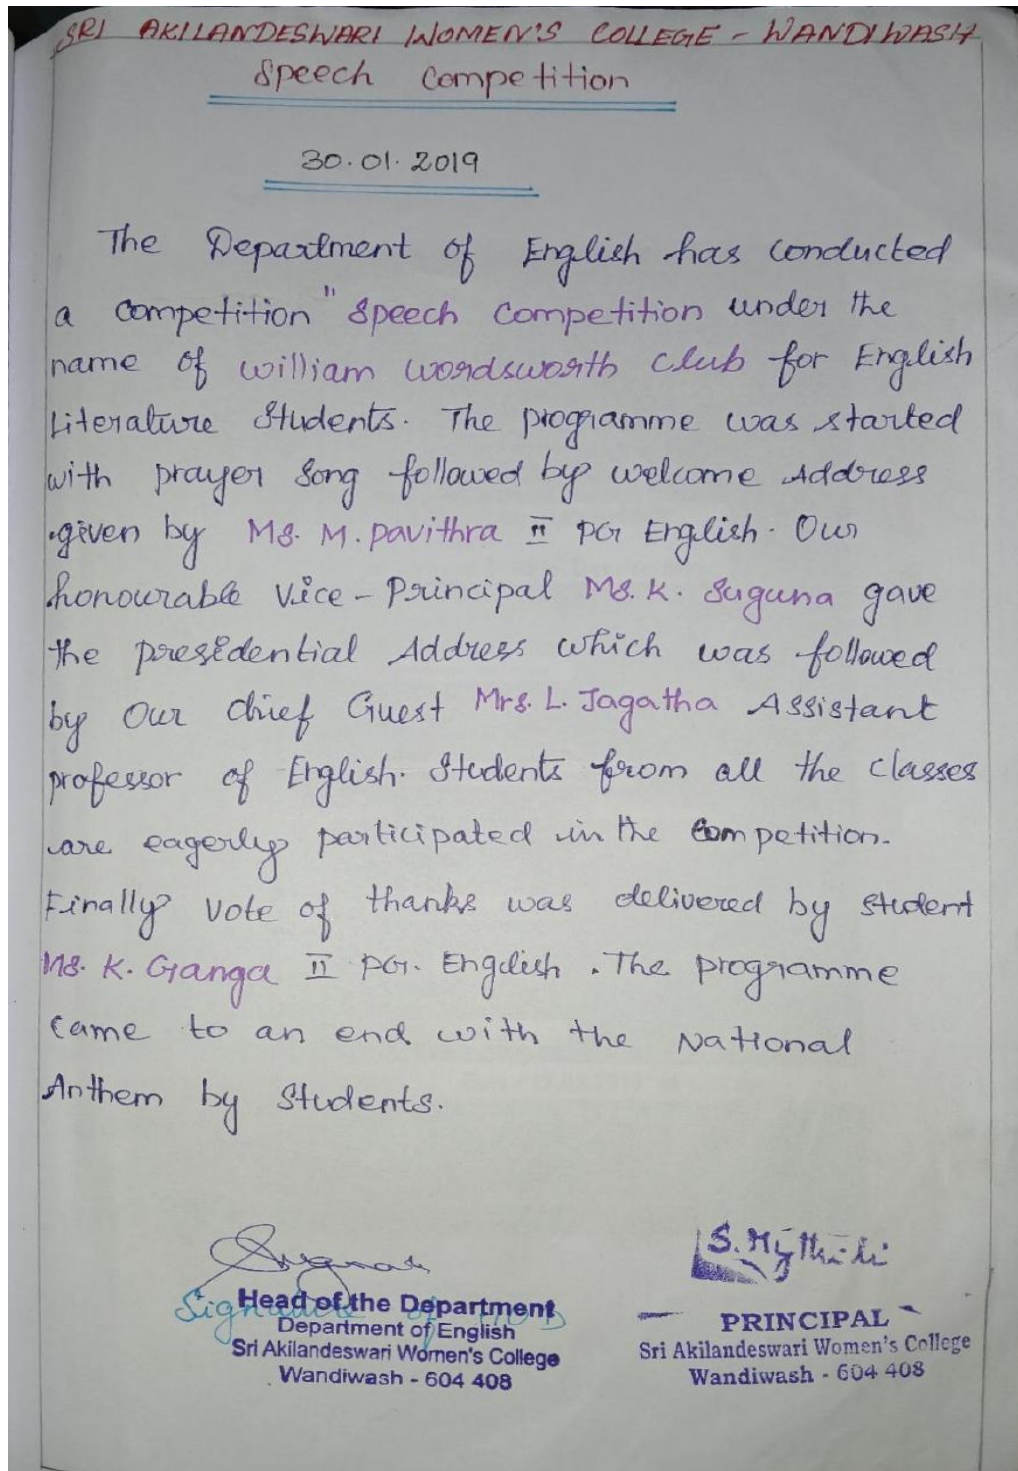 SRI AKILANDESWARI WOMEN'S COLLEGE - WANDIWASH
Speech Competition
30.01.2019
The Department of English has conducted
a competition " Speech Competition under the
name of William Wordsworth Club for English
Literature Students. The programme was started
with prayer song followed by welcome Address
given by Ms. M. Pavithra II PG English. Our
honourable Vice - Principal Ms. K. Suguna gave
the presidential Address which was followed
by Our chief Guest Mrs. L. Jagatha Assistant
professor of English. Students from all the classes
are eagerly participated in the Competition.
Finally vote of thanks was delivered by student
Ms. K. Ganga II PG. English. The programme
came to an end with the National
Anthem by Students.
S. Mythili
Signature of HOD
Head of the Department
Department of English
Sri Akilandeswari Women's College
Wandiwash - 604 408
PRINCIPAL
Sri Akilandeswari Women's College
Wandiwash - 604 408